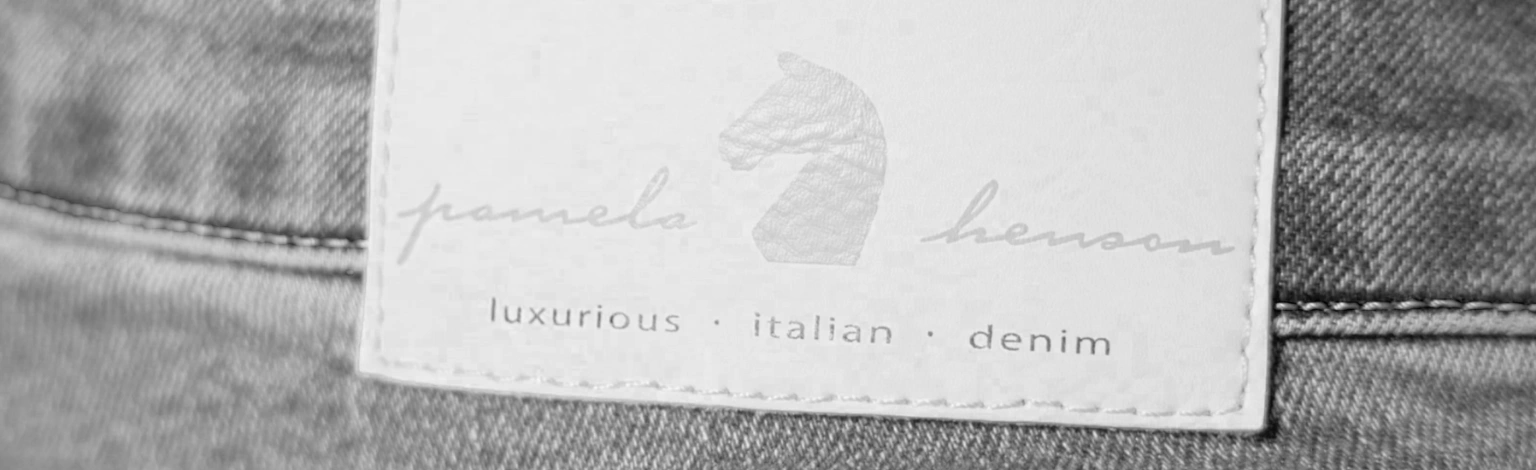 pamela henson
luxurious · italian · denim